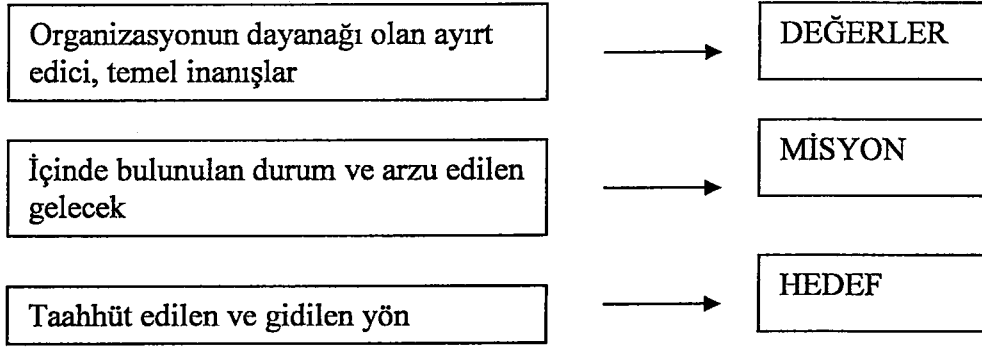 Organizasyonun dayanağı olan ayırt
edici, temel inanışlar
DEĞERLER
İçinde bulunulan durum ve arzu edilen
gelecek
MİSYON
Taahhüt edilen ve gidilen yön
HEDEF